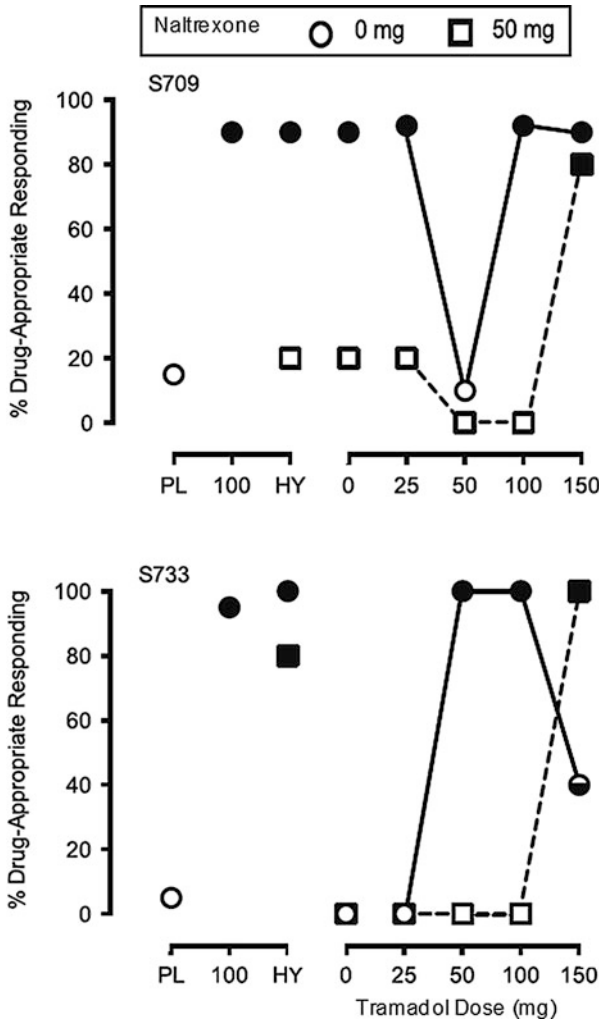 Naltrexone 0 mg 50 mg
S709
% Drug-Appropriate Responding
100
80
60
40
20
0
PL 100 HY 0 25 50 100 150
S733
% Drug-Appropriate Responding
100
80
60
40
20
0
PL 100 HY 0 25 50 100 150
Tramadol Dose (mg)